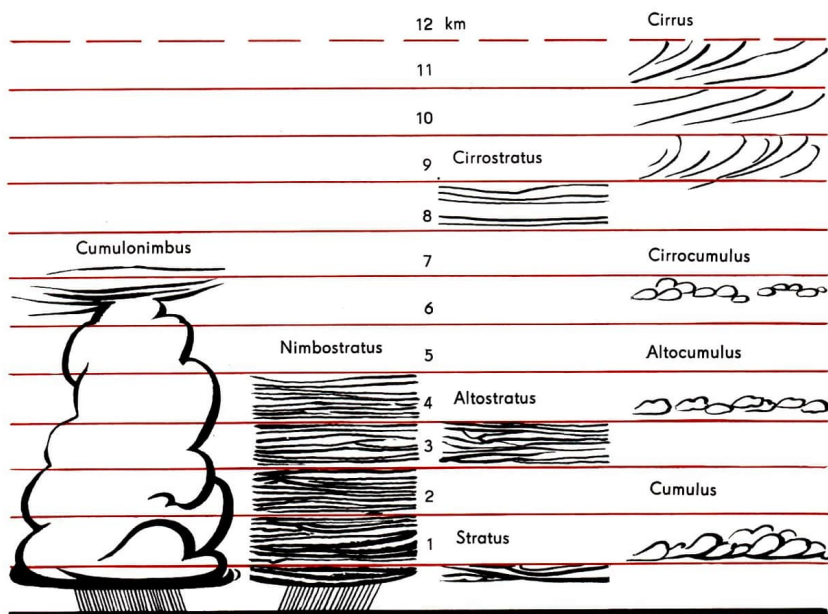 12 km Cirrus
11
10
9 Cirrostratus
8
Cumulonimbus 7 Cirrocumulus
6
Nimbostratus 5 Altocumulus
4 Altostratus
3
2 Cumulus
1 Stratus